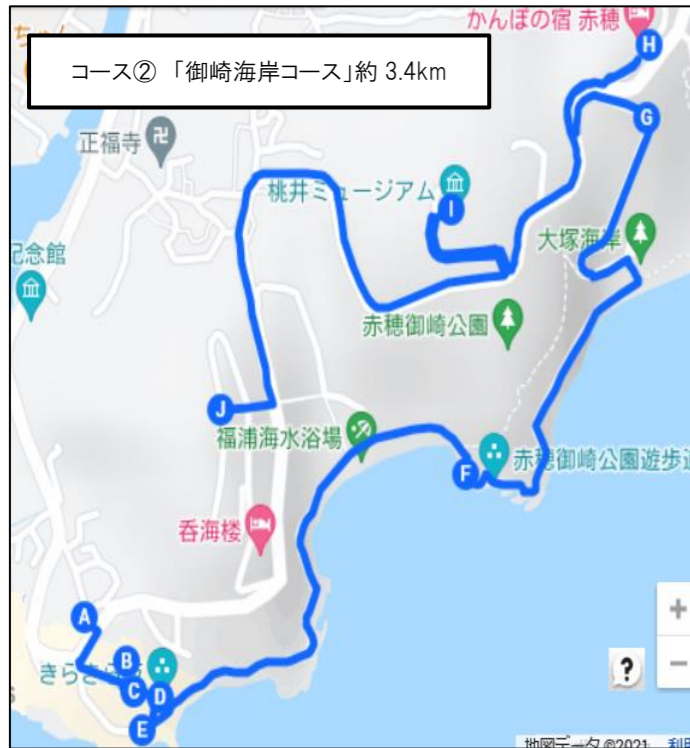 かんぽの宿 赤穂
コース② 「御崎海岸コース」約 3.4km
H
G
正福寺
桃井ミュージアム
I
大塚海岸
記念館
赤穂御崎公園
J
福浦海水浴場
F
赤穂御崎公園遊歩道
呑海楼
A
B
きらきら
C
D
E
+
?
−
地図データ ©2021